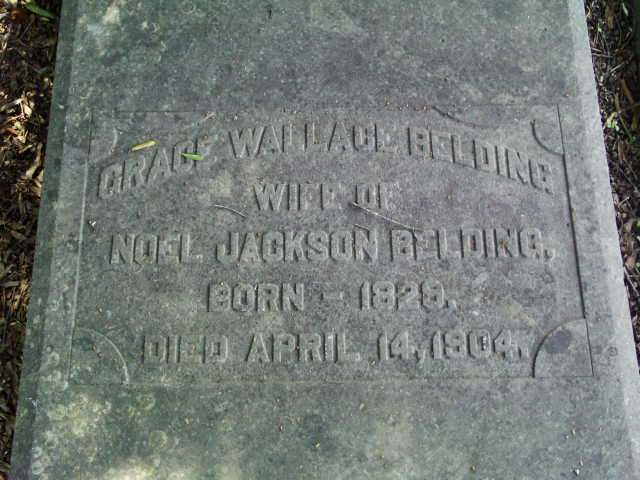 GRACE WALLACE BELDING
WIFE OF
NOEL JACKSON BELDING.
BORN - 1829.
DIED APRIL 14, 1904.